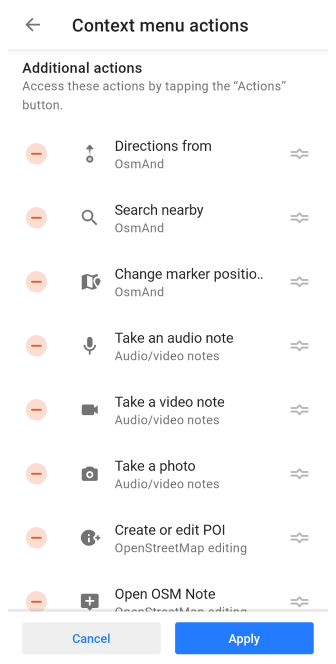 Context menu actions
Additional actions
Access these actions by tapping the “Actions”
button.
Directions from
OsmAnd
Search nearby
OsmAnd
Change marker positio..
OsmAnd
Take an audio note
Audio/video notes
Take a video note
Audio/video notes
Take a photo
Audio/video notes
Create or edit POI
OpenStreetMap editing
Open OSM Note
OpenStreetMap editing
Cancel
Apply